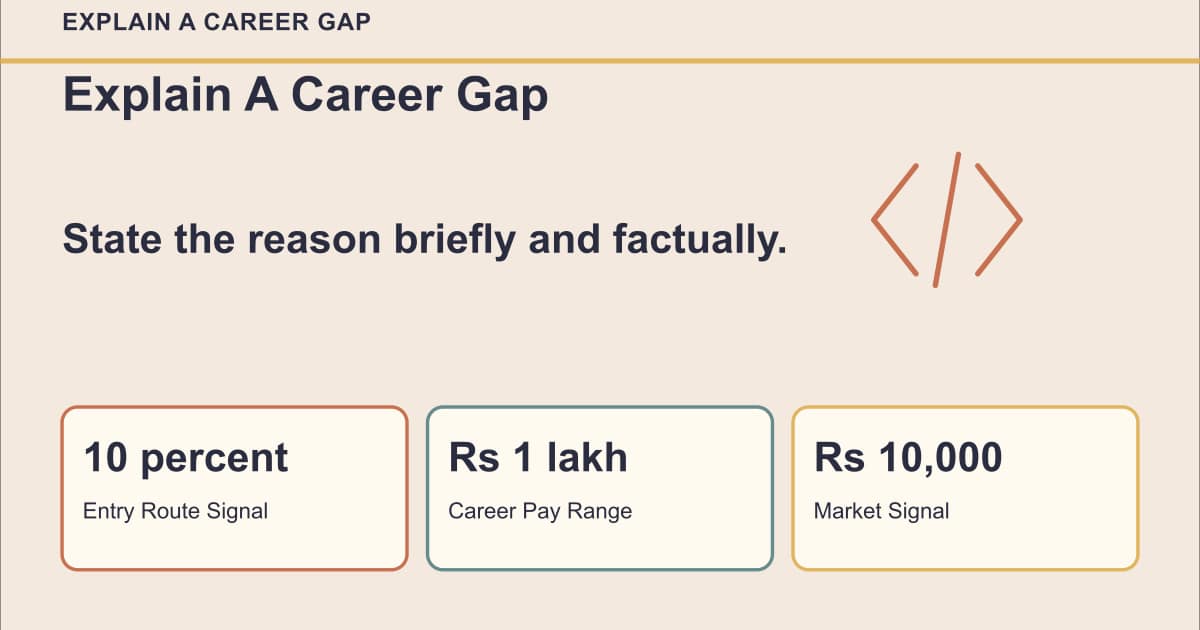 EXPLAIN A CAREER GAP
Explain A Career Gap
State the reason briefly and factually.
10 percent
Entry Route Signal
Rs 1 lakh
Career Pay Range
Rs 10,000
Market Signal